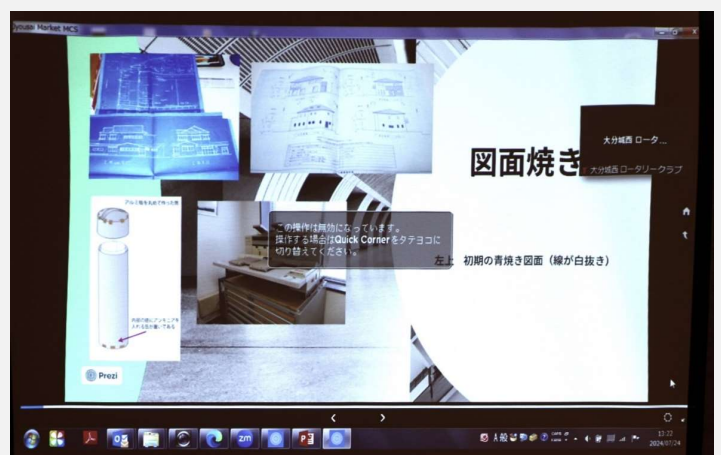 Jyousai Market MCS
大分城西 ロータ...
大分城西 ロータリークラブ
図面焼き
この操作は無効になっています。
操作する場合はQuick Cornerをタテヨコに
切り替えてください。
左上 初期の青焼き図面（線が白抜き）
Prezi
zm
A 般
13:22
2024/07/24